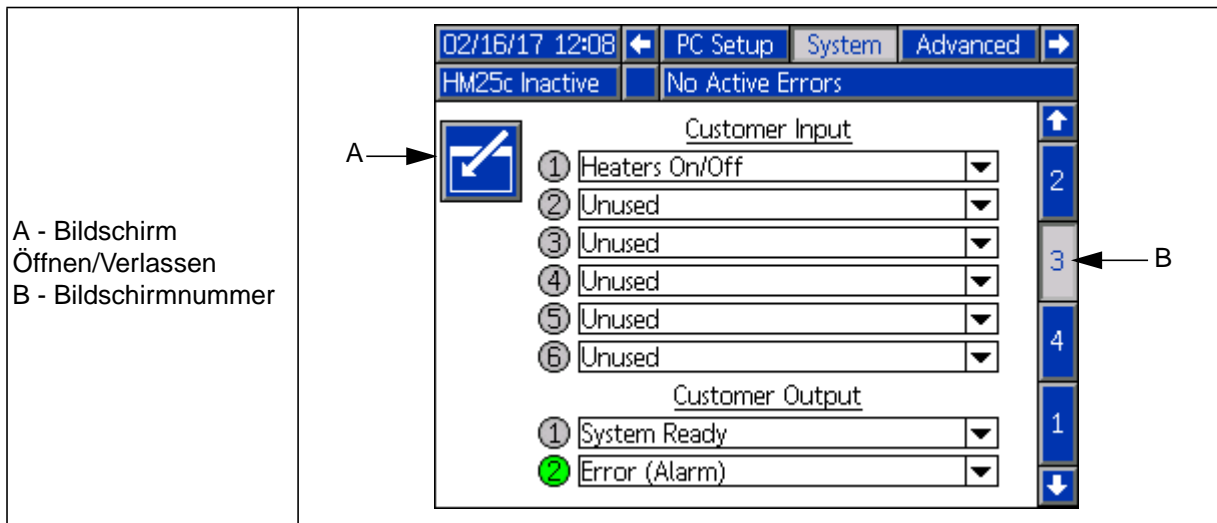 A - Bildschirm
Öffnen/Verlassen
B - Bildschirmnummer
02/16/17 12:08 PC Setup System Advanced
HM25c Inactive No Active Errors
A
Customer Input
1 Heaters On/Off
2 Unused
3 Unused
4 Unused
5 Unused
6 Unused
Customer Output
1 System Ready
2 Error (Alarm)
2
3
4
1
B